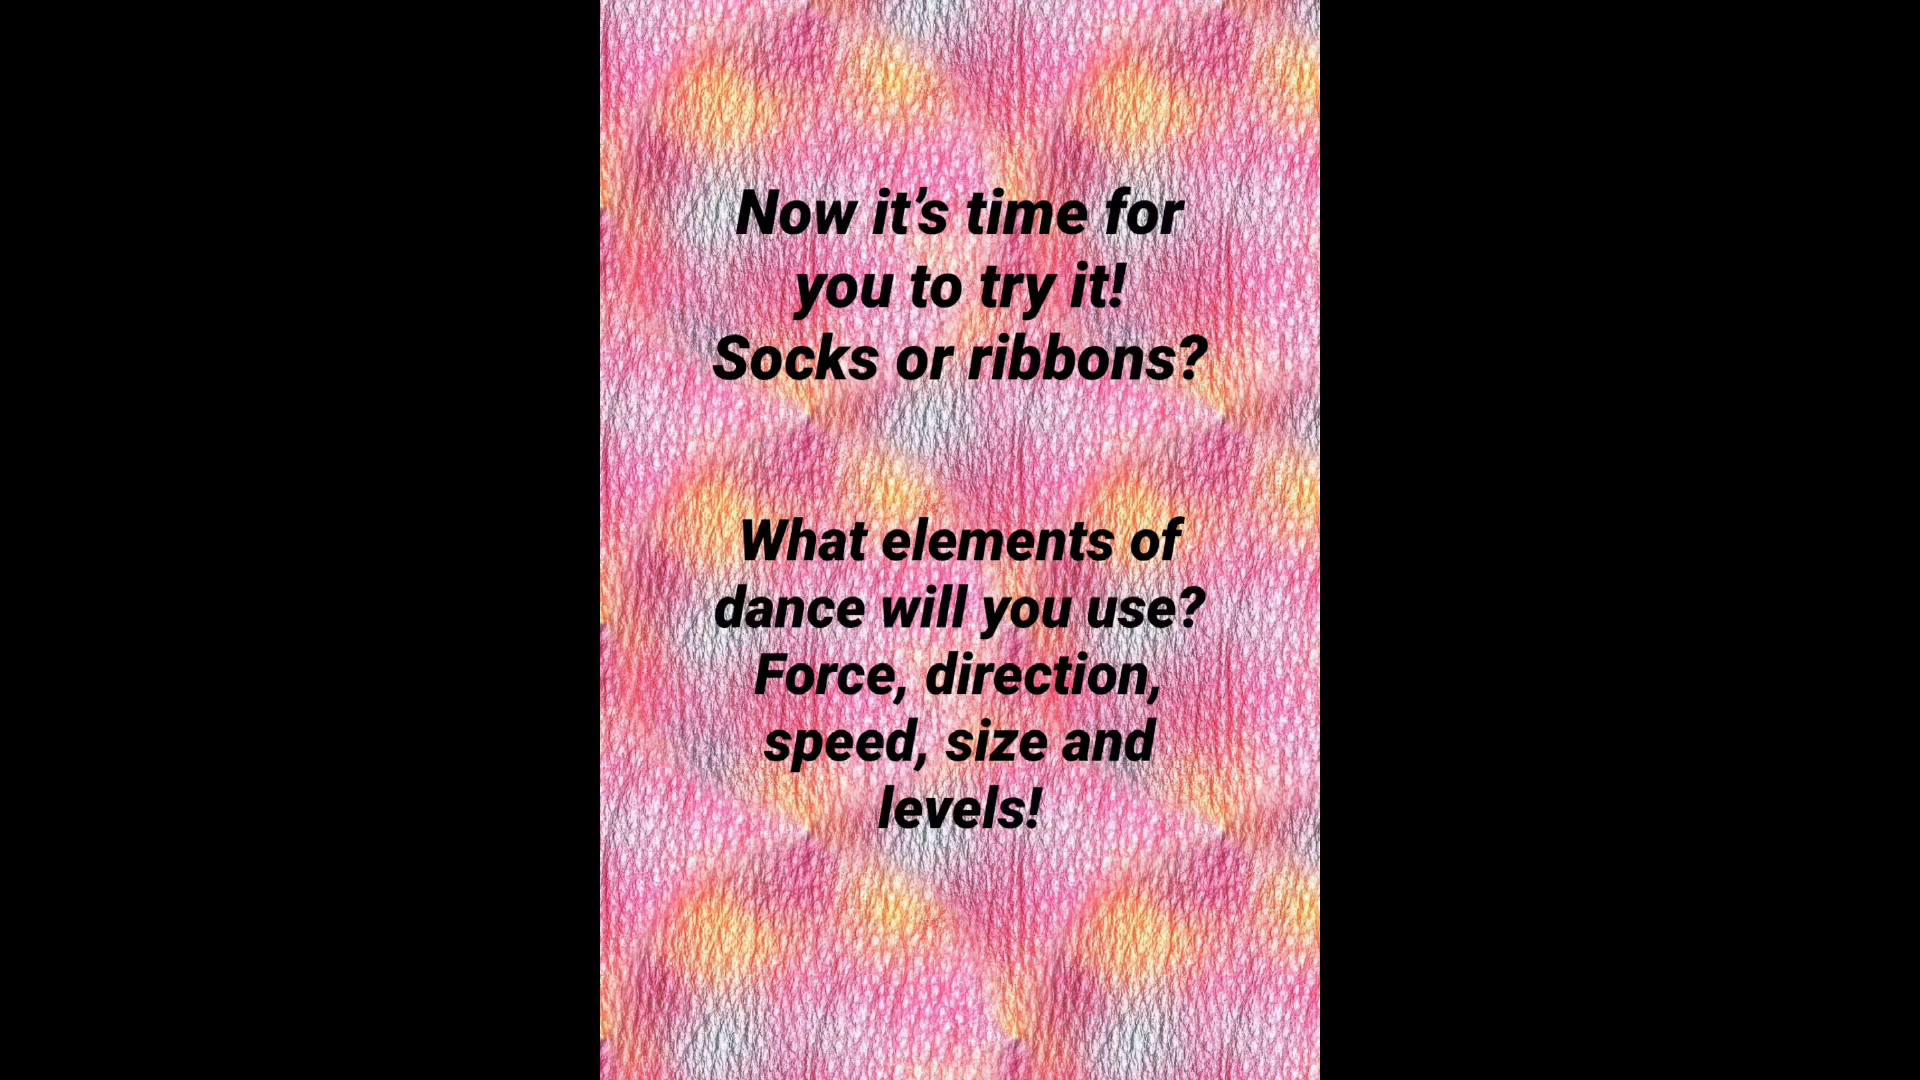 Now it’s time for
you to try it!
Socks or ribbons?
What elements of
dance will you use?
Force, direction,
speed, size and
levels!